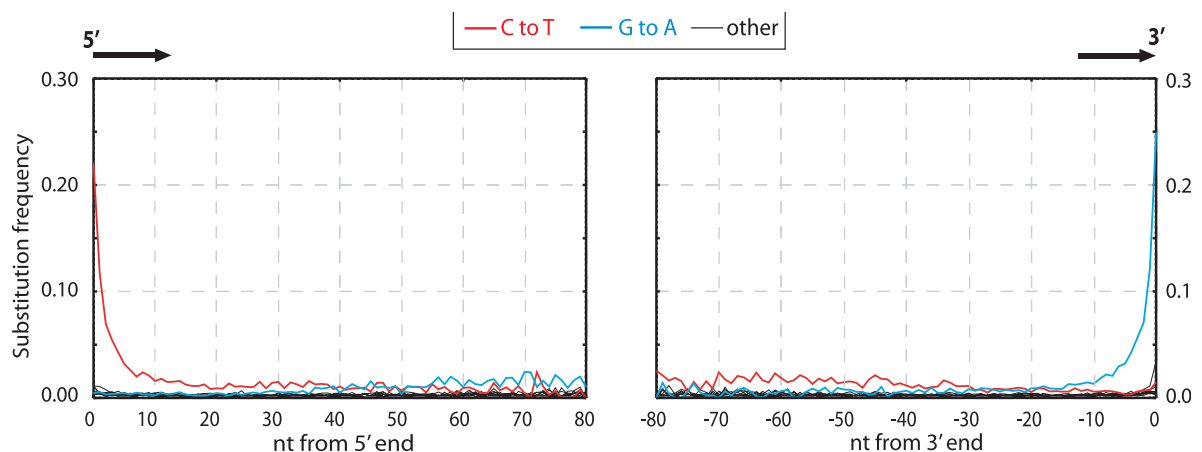 C to T G to A other
5’ 3’
0.30 0.3
0.20 0.2
0.10 0.1
0.00 0.0
Substitution frequency
0 10 20 30 40 50 60 70 80 -80 -70 -60 -50 -40 -30 -20 -10 0
nt from 5’ end nt from 3’ end